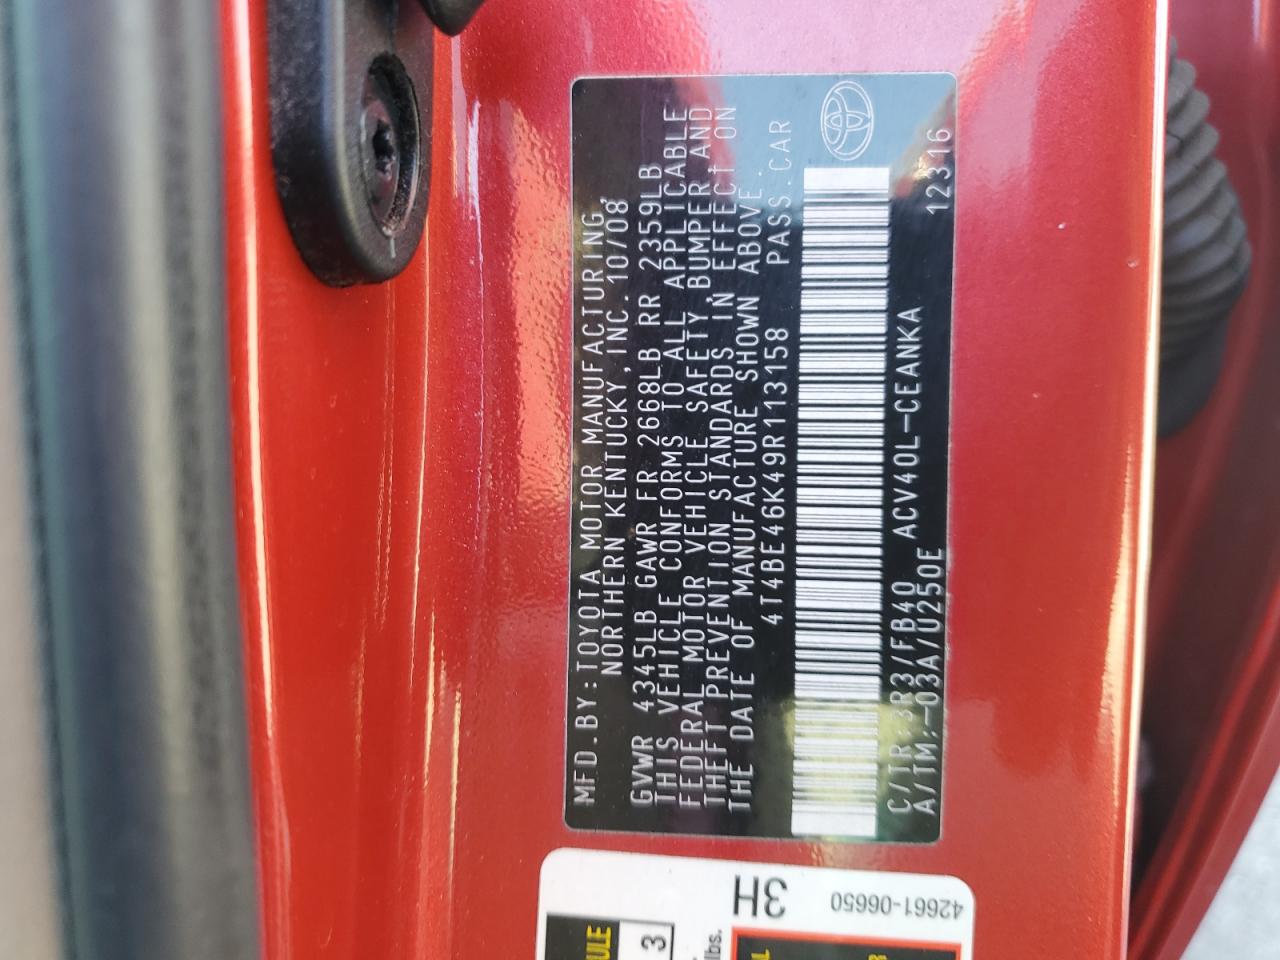 MFD.BY:TOYOTA MOTOR MANUFACTURING,
NORTHERN KENTUCKY,INC. 10/08
GVWR 4345LB GAWR FR 2668LB RR 2359LB
THIS VEHICLE CONFORMS TO ALL APPLICABLE
FEDERAL MOTOR VEHICLE SAFETY, BUMPER, AND
THEFT PREVENTION STANDARDS IN EFFECT ON
THE DATE OF MANUFACTURE SHOWN ABOVE.
4T4BE46K49R113158 PASS.CAR
C/TR:3R3/FB40 ACV40L-CEANKA 12316
A/TM:-03A/U250E
3H
42661-06650
3
lbs.